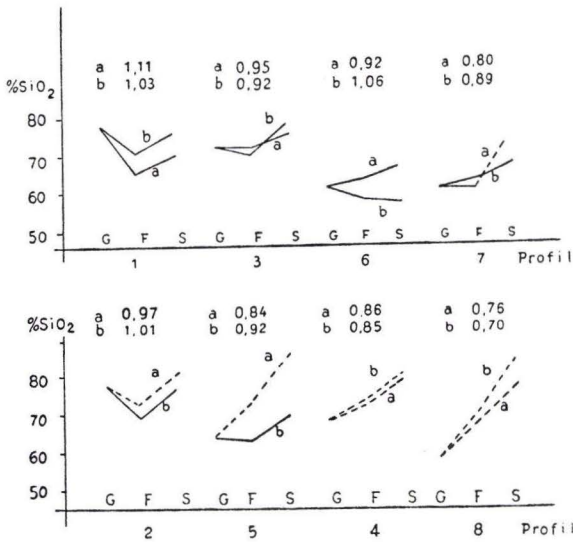 a 1,11 a 0,95 a 0,92 a 0,80
%SiO₂ b 1,03 b 0,92 b 1,06 b 0,89
80
b b a a
70
a a b b
60
50 G F S G F S G F S G F S
1 3 6 7 Profil
a 0,97 a 0,84 a 0,86 a 0,76
%SiO₂ b 1,01 b 0,92 b 0,85 b 0,70
80
a a b b
70
b b a a
60
50 G F S G F S G F S G F S
2 5 4 8 Profil